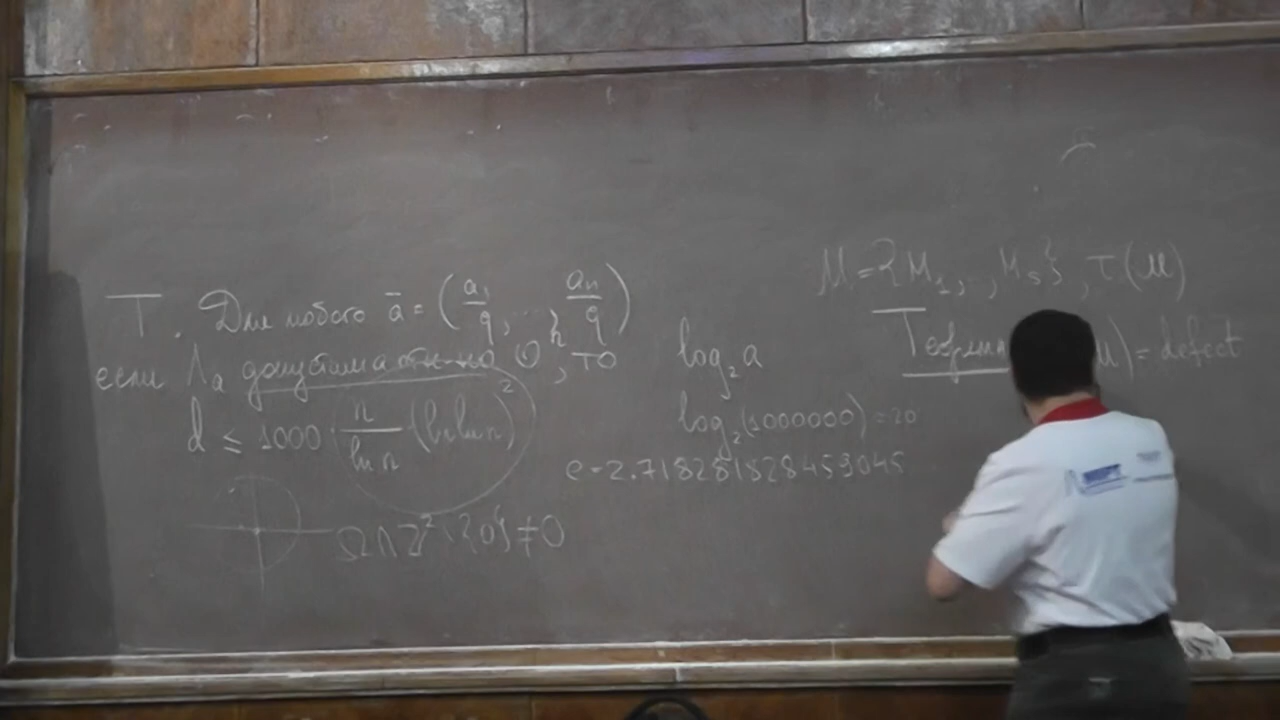 Т. Для любого ā = (a₁/q, ..., aₙ/q)
если Λₐ допустима отн-но O, то
d ≤ 1000 n/ln n (ln ln n)²
Ω∩ℤ²\{0} ≠ 0
log₂a
log₂(1000000) = 20
e=2.718281828459045
M={M₁,..,Mₛ}, τ(M)
Теорема M) = defect